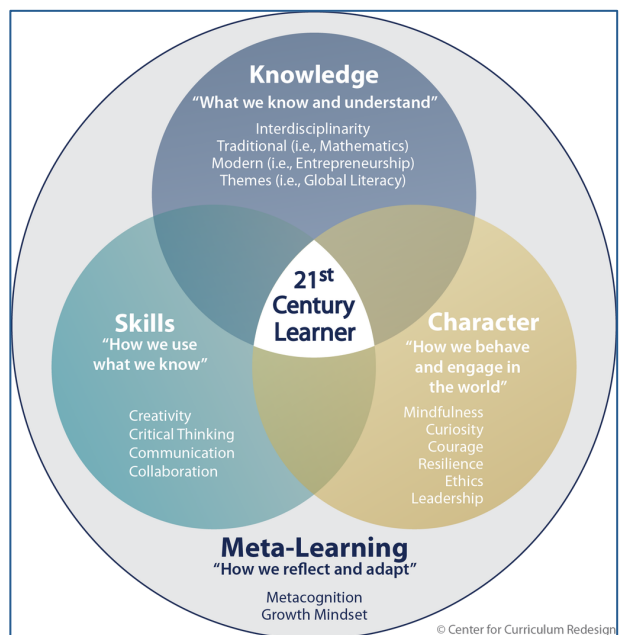 Knowledge
“What we know and understand”
Interdisciplinarity
Traditional (i.e., Mathematics)
Modern (i.e., Entrepreneurship)
Themes (i.e., Global Literacy)
21st
Century
Learner
Skills
“How we use
what we know”
Creativity
Critical Thinking
Communication
Collaboration
Character
“How we behave
and engage in
the world”
Mindfulness
Curiosity
Courage
Resilience
Ethics
Leadership
Meta-Learning
“How we reflect and adapt”
Metacognition
Growth Mindset
© Center for Curriculum Redesign